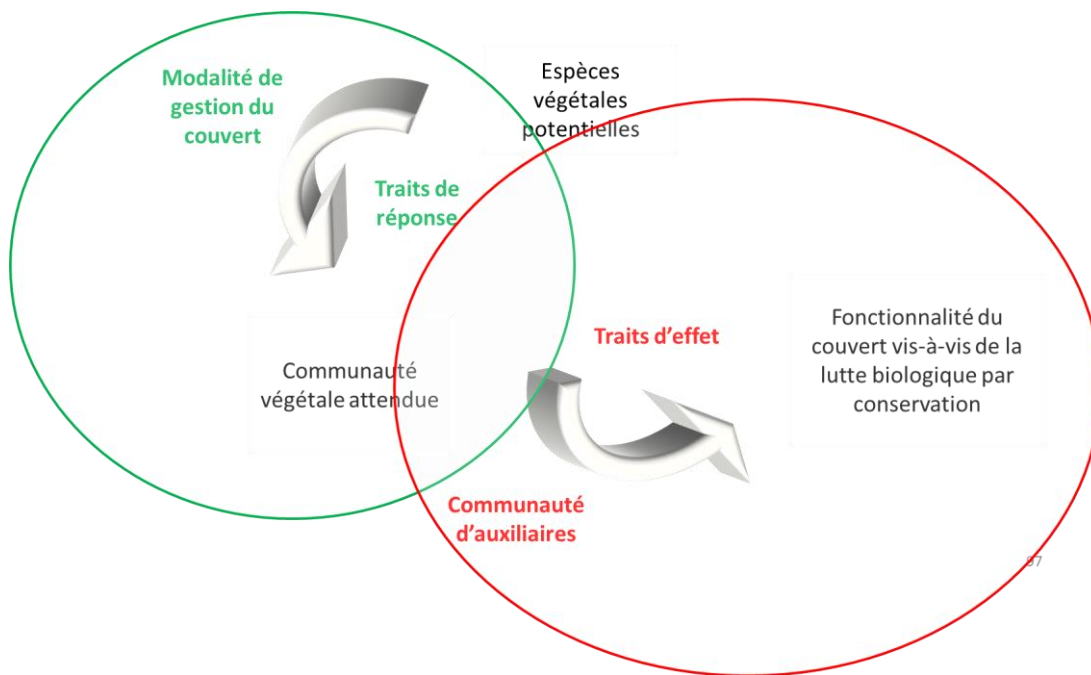 Modalité de
gestion du
couvert
Espèces
végétales
potentielles
Traits de
réponse
Communauté
végétale attendue
Traits d'effet
Fonctionnalité du
couvert vis-à-vis de la
lutte biologique par
conservation
Communauté
d'auxiliaires
97